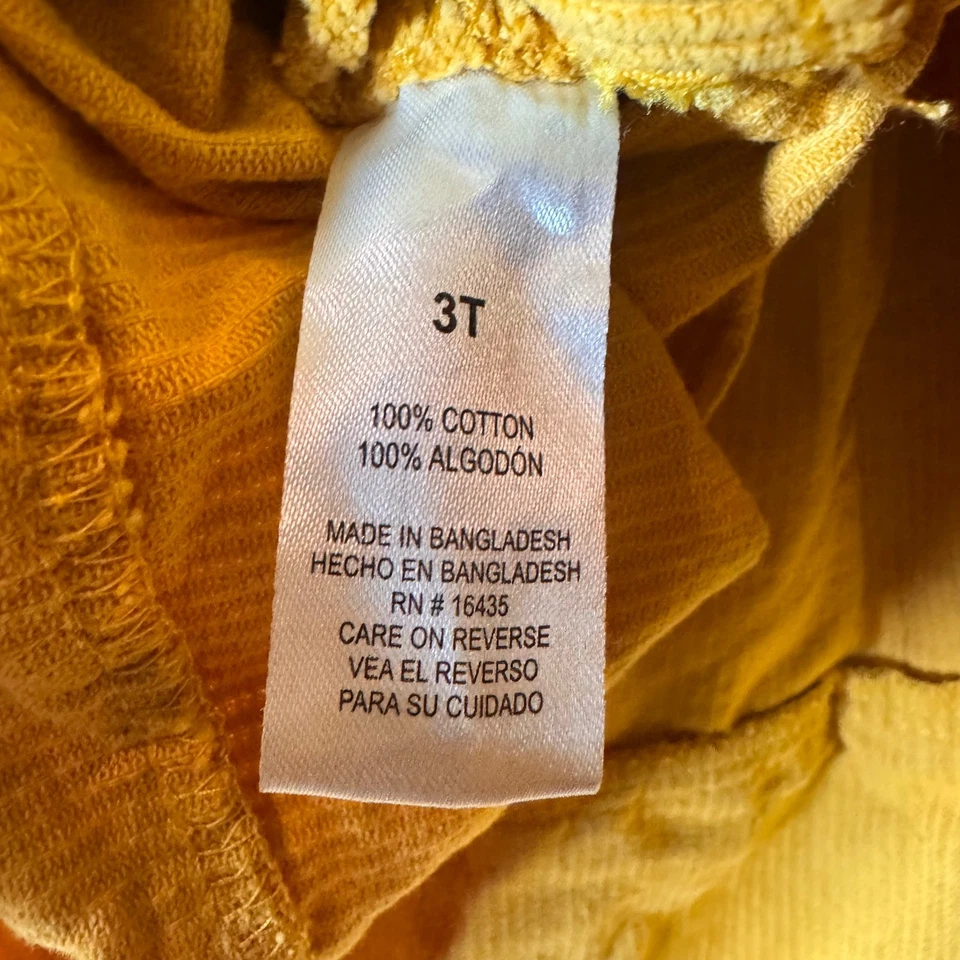 3T
100% COTTON
100% ALGODÓN
MADE IN BANGLADESH
HECHO EN BANGLADESH
RN # 16435
CARE ON REVERSE
VEA EL REVERSO
PARA SU CUIDADO